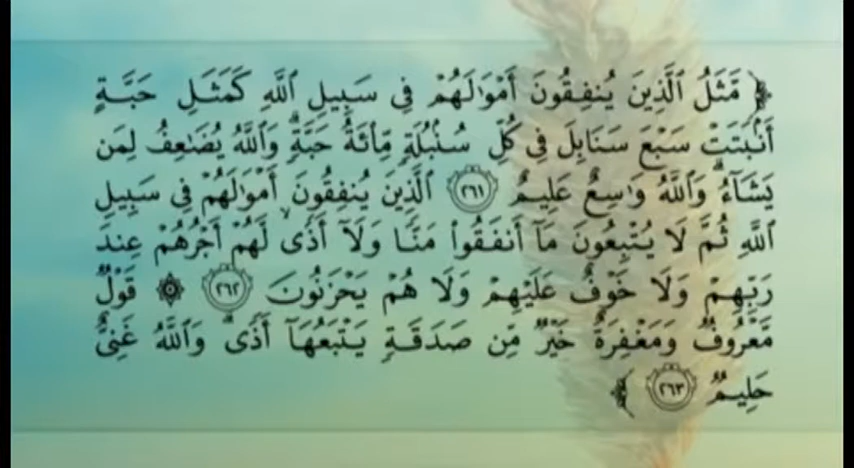 ﴿ مَّثَلُ ٱلَّذِينَ يُنفِقُونَ أَمْوَٰلَهُمْ فِى سَبِيلِ ٱللَّهِ كَمَثَلِ حَبَّةٍ
أَنۢبَتَتْ سَبْعَ سَنَابِلَ فِى كُلِّ سُنۢبُلَةٍ مِّا۟ئَةُ حَبَّةٍ ۗ وَٱللَّهُ يُضَٰعِفُ لِمَن
يَشَآءُ ۗ وَٱللَّهُ وَٰسِعٌ عَلِيمٌ ٢٦١ ٱلَّذِينَ يُنفِقُونَ أَمْوَٰلَهُمْ فِى سَبِيلِ
ٱللَّهِ ثُمَّ لَا يُتْبِعُونَ مَآ أَنفَقُوا۟ مَنًّا وَلَآ أَذًى ۙ لَّهُمْ أَجْرُهُمْ عِندَ
رَبِّهِمْ وَلَا خَوْفٌ عَلَيْهِمْ وَلَا هُمْ يَحْزَنُونَ ٢٦٢ ۞ قَوْلٌ
مَّعْرُوفٌ وَمَغْفِرَةٌ خَيْرٌ مِّن صَدَقَةٍ يَتْبَعُهَآ أَذًى ۗ وَٱللَّهُ غَنِىٌّ
حَلِيمٌ ٢٦٣ ﴾